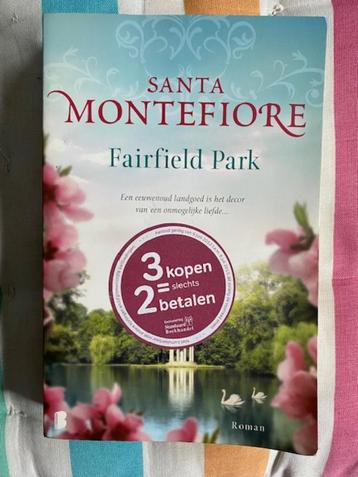 SANTA
MONTEFIORE
Fairfield Park
Een eeuwenoud landgoed is het decor
van een onmogelijke liefde...
3 kopen
= slechts
2 betalen
Standaard
Boekhandel
B
Roman